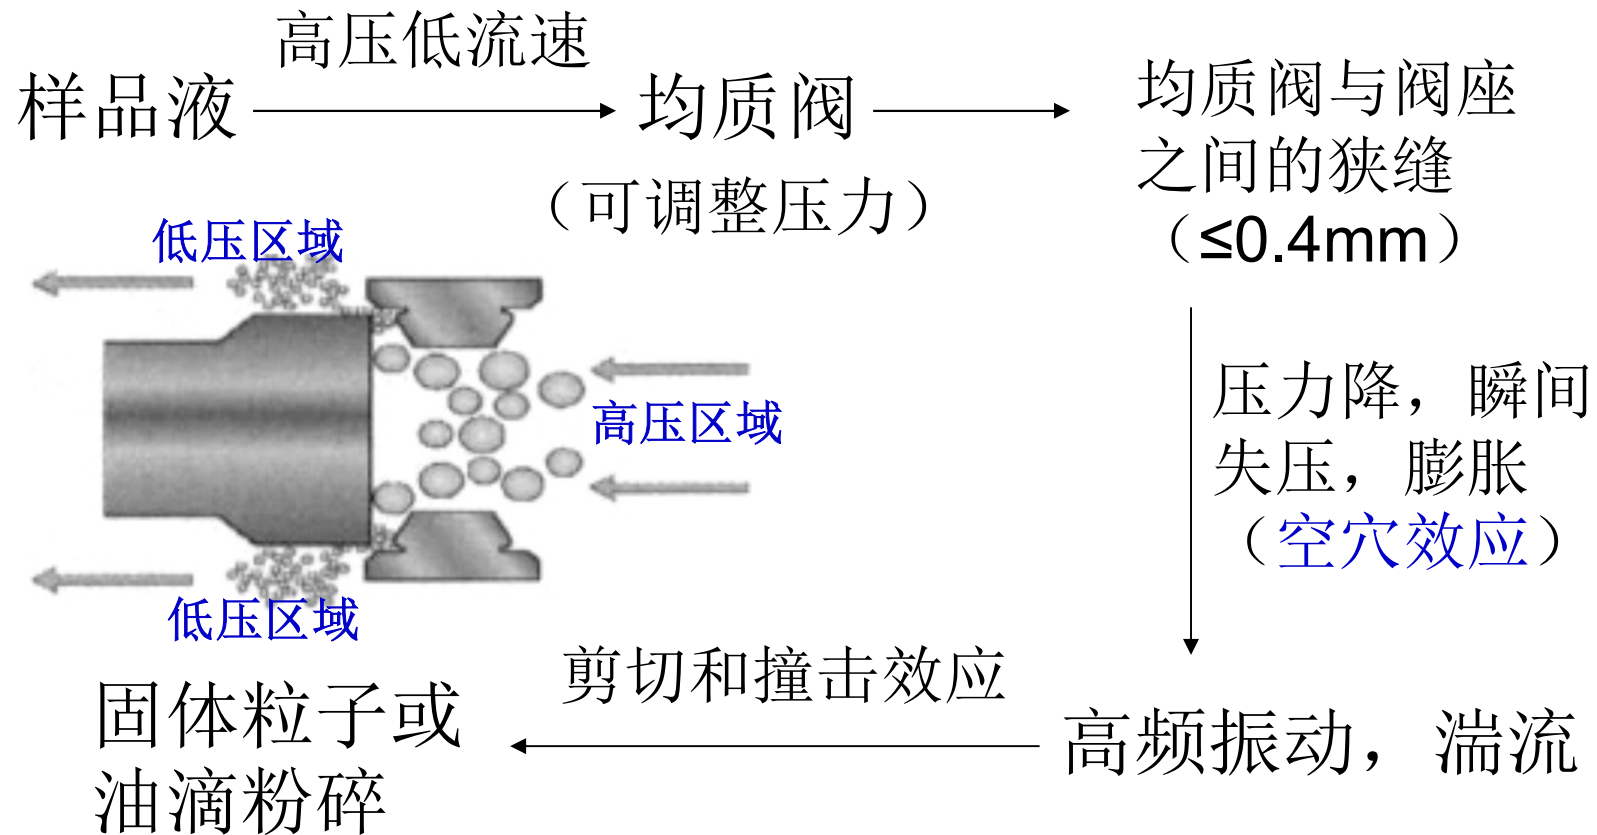 高压低流速
样品液
均质阀
（可调整压力）
均质阀与阀座
之间的狭缝
（≤0.4mm）
低压区域
高压区域
低压区域
压力降，瞬间
失压，膨胀
（空穴效应）
高频振动，湍流
剪切和撞击效应
固体粒子或
油滴粉碎